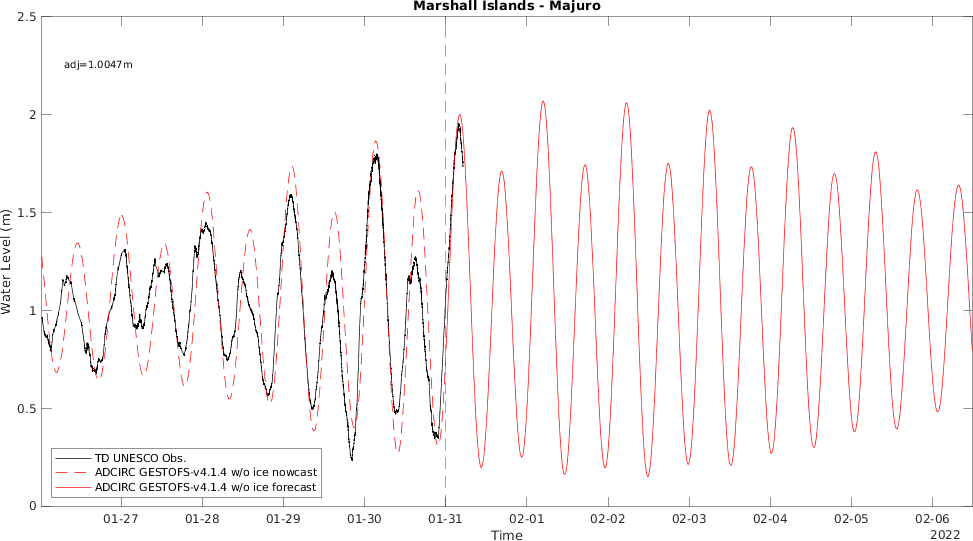 Marshall Islands - Majuro
2.5
adj=1.0047m
2
1.5
Water Level (m)
1
0.5
TD UNESCO Obs.
ADCIRC GESTOFS-v4.1.4 w/o ice nowcast
ADCIRC GESTOFS-v4.1.4 w/o ice forecast
0
01-27 01-28 01-29 01-30 01-31 02-01 02-02 02-03 02-04 02-05 02-06
Time
2022